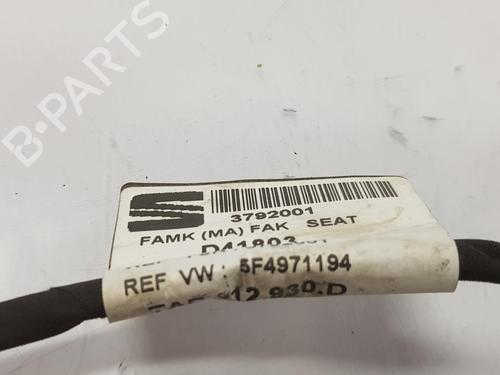 B-PARTS
3792001
FAMK (MA) FAK SEAT
D41803
REF VW : 5F4971194